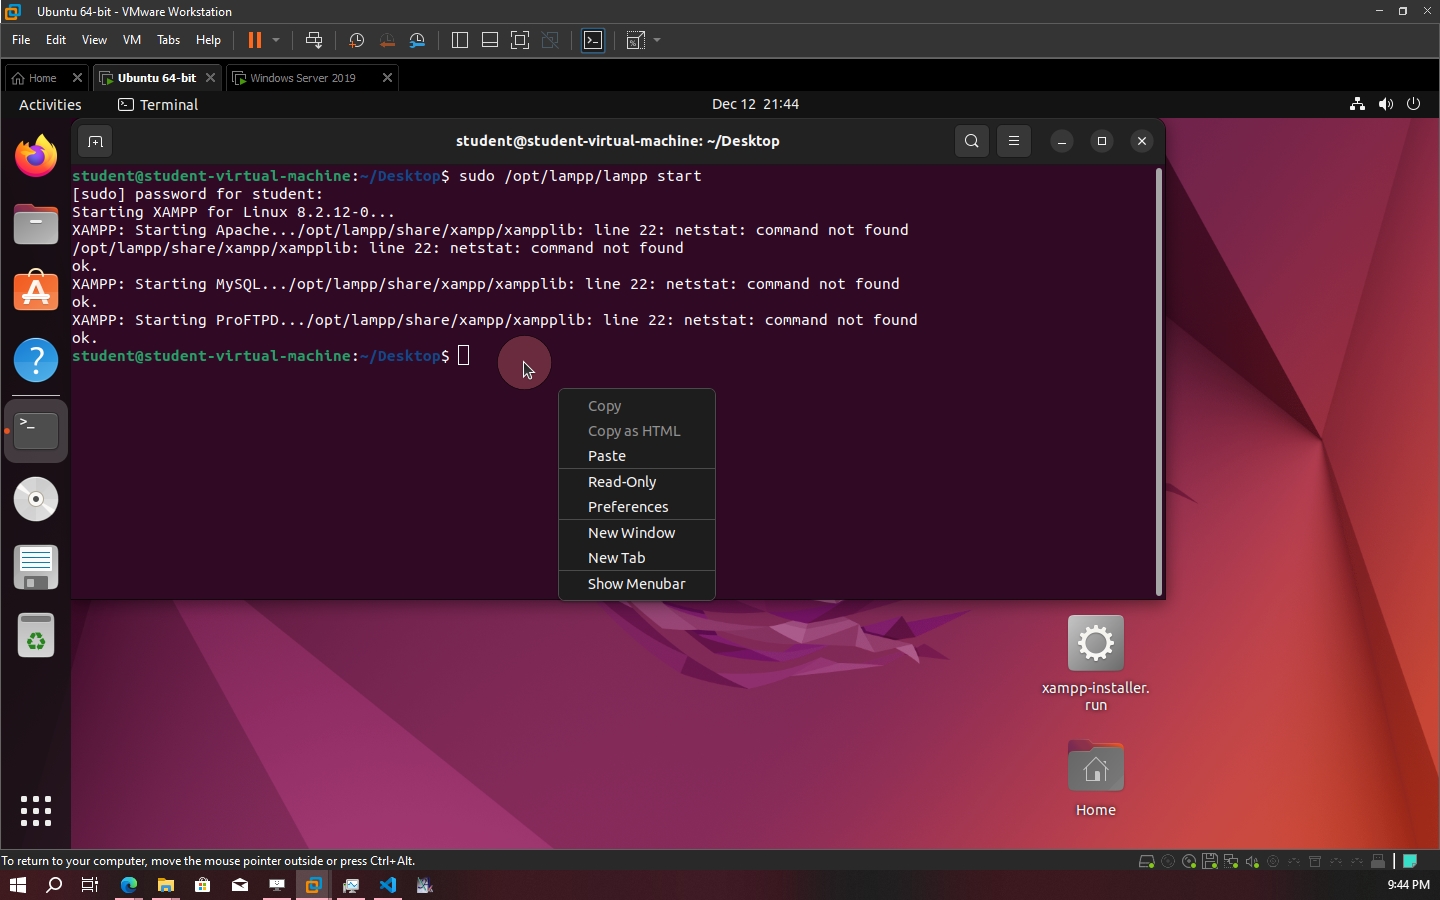 Ubuntu 64-bit - VMware Workstation
File Edit View VM Tabs Help
Home Ubuntu 64-bit Windows Server 2019
Activities Terminal Dec 12 21:44
student@student-virtual-machine: ~/Desktop
student@student-virtual-machine:~/Desktop$ sudo /opt/lampp/lampp start
[sudo] password for student:
Starting XAMPP for Linux 8.2.12-0...
XAMPP: Starting Apache.../opt/lampp/share/xampp/xampplib: line 22: netstat: command not found
/opt/lampp/share/xampp/xampplib: line 22: netstat: command not found
ok.
XAMPP: Starting MySQL.../opt/lampp/share/xampp/xampplib: line 22: netstat: command not found
ok.
XAMPP: Starting ProFTPD.../opt/lampp/share/xampp/xampplib: line 22: netstat: command not found
ok.
student@student-virtual-machine:~/Desktop$
Copy
Copy as HTML
Paste
Read-Only
Preferences
New Window
New Tab
Show Menubar
xampp-installer.
run
Home
To return to your computer, move the mouse pointer outside or press Ctrl+Alt.
9:44 PM